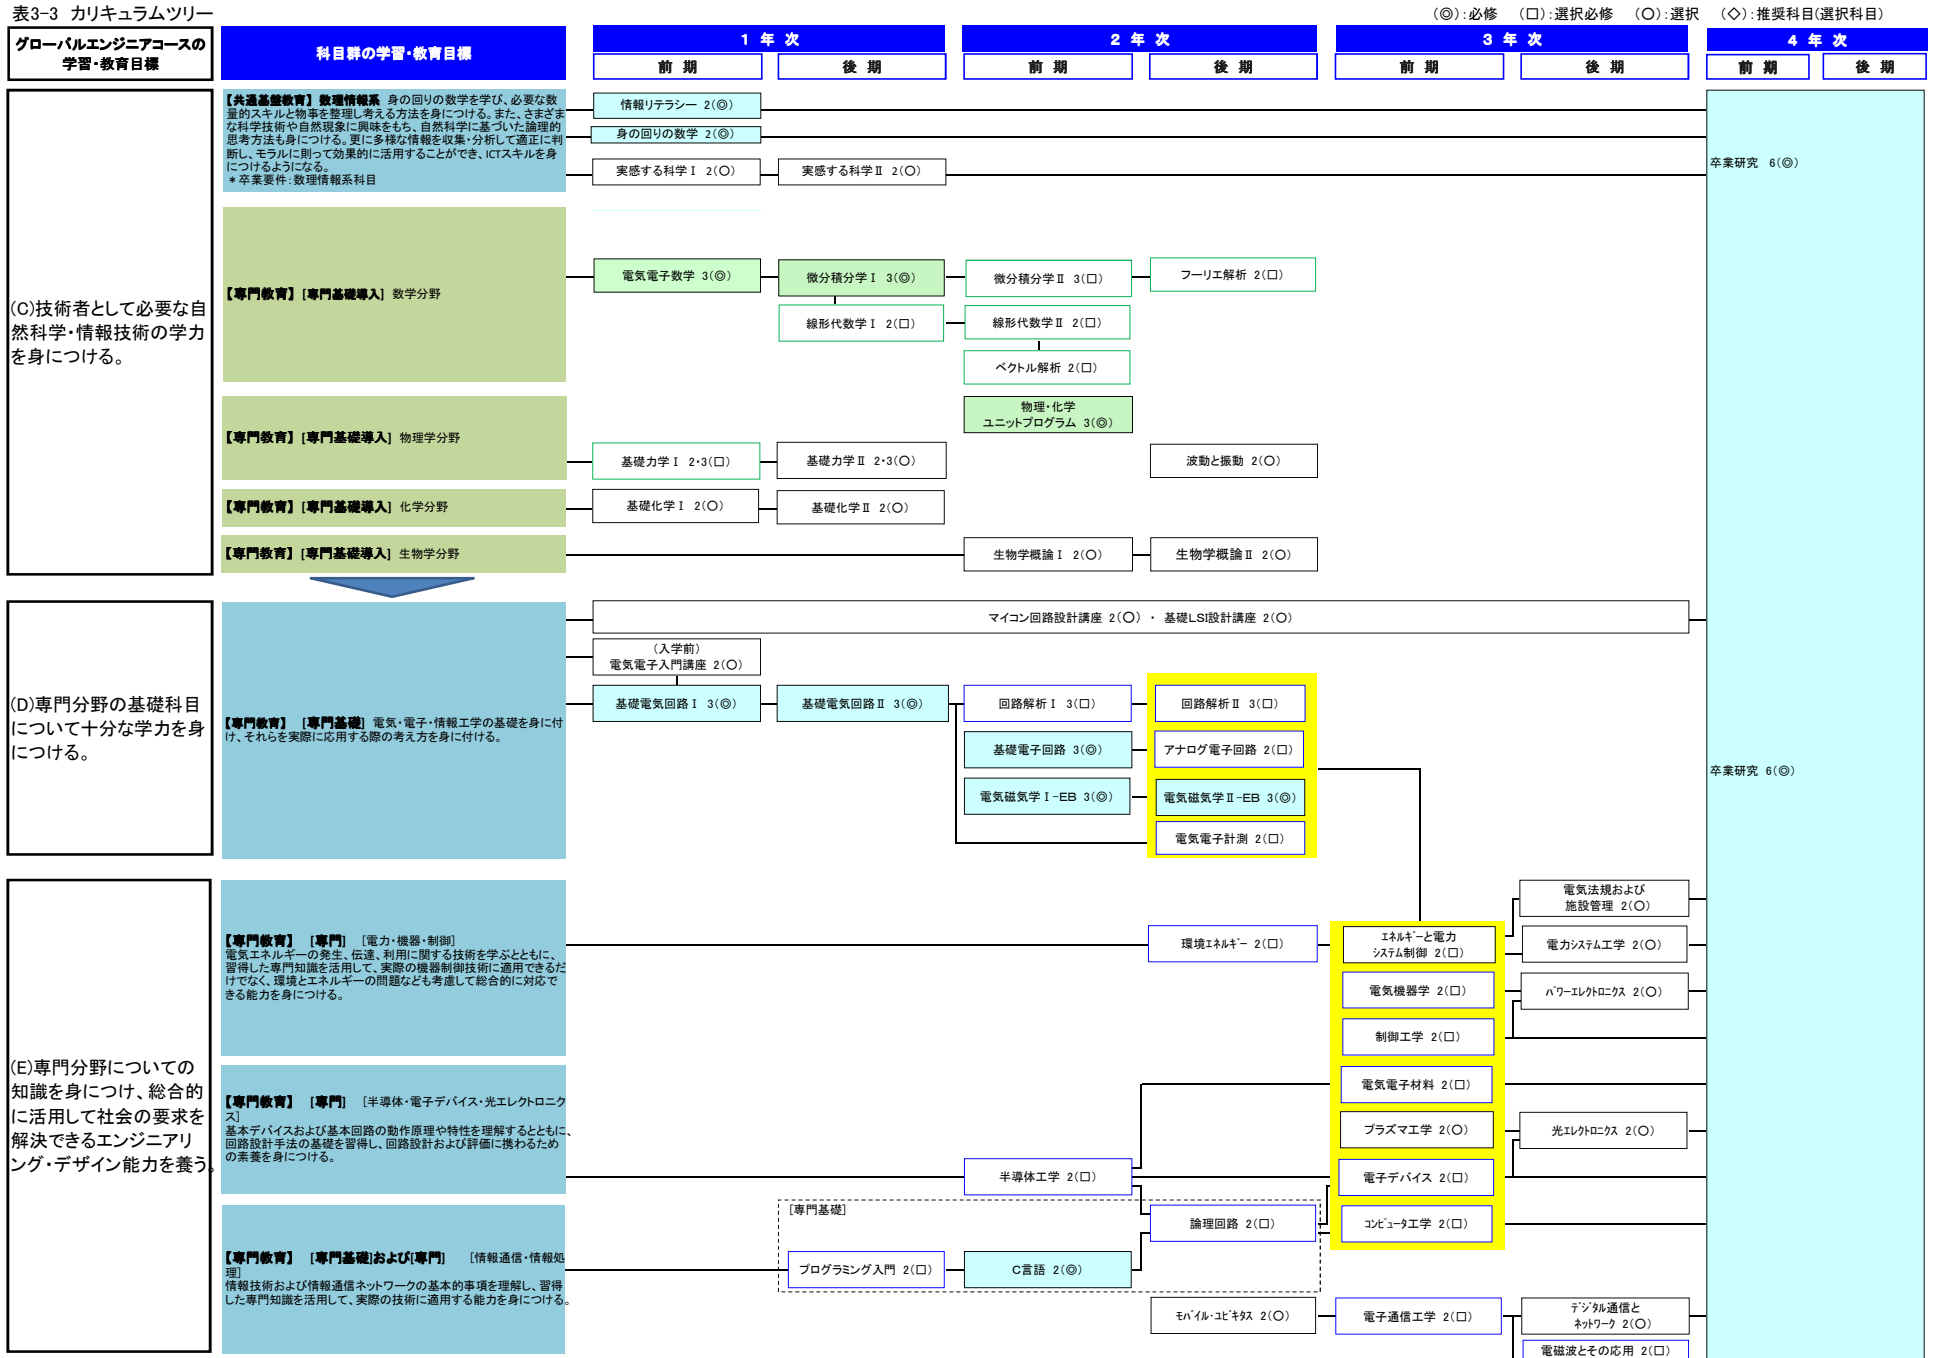 表3-3 カリキュラムツリー
(◎):必修 (□):選択必修 (○):選択 (◇):推奨科目(選択科目)
グローバルエンジニアコースの
学習・教育目標
科目群の学習・教育目標
1 年 次
2 年 次
3 年 次
4 年 次
前 期
後 期
前 期
後 期
前 期
後 期
前 期
後 期
(C)技術者として必要な自
然科学・情報技術の学力
を身につける。
【共通基盤教育】数理情報系 身の回りの数学を学び、必要な数
量的スキルと物事を整理し考える方法を身につける。また、さまざま
な科学技術や自然現象に興味をもち、自然科学に基づいた論理的
思考方法も身につける。更に多様な情報を収集・分析して適正に判
断し、モラルに則って効果的に活用することができ、ICTスキルを身
につけるようになる。
*卒業要件:数理情報系科目
情報リテラシー 2(◎)
身の回りの数学 2(◎)
実感する科学Ⅰ 2(○)
実感する科学Ⅱ 2(○)
卒業研究 6(◎)
【専門教育】[専門基礎導入] 数学分野
電気電子数学 3(◎)
微分積分学Ⅰ 3(◎)
微分積分学Ⅱ 3(□)
フーリエ解析 2(□)
線形代数学Ⅰ 2(□)
線形代数学Ⅱ 2(□)
ベクトル解析 2(□)
【専門教育】[専門基礎導入] 物理学分野
物理・化学
ユニットプログラム 3(◎)
基礎力学Ⅰ 2・3(□)
基礎力学Ⅱ 2・3(○)
波動と振動 2(○)
【専門教育】[専門基礎導入] 化学分野
基礎化学Ⅰ 2(○)
基礎化学Ⅱ 2(○)
【専門教育】[専門基礎導入] 生物学分野
生物学概論Ⅰ 2(○)
生物学概論Ⅱ 2(○)
(D)専門分野の基礎科目
について十分な学力を身
につける。
【専門教育】 [専門基礎] 電気・電子・情報工学の基礎を身に付
け、それらを実際に応用する際の考え方を身に付ける。
マイコン回路設計講座 2(○) ・ 基礎LSI設計講座 2(○)
(入学前)
電気電子入門講座 2(○)
基礎電気回路Ⅰ 3(◎)
基礎電気回路Ⅱ 3(◎)
回路解析Ⅰ 3(□)
回路解析Ⅱ 3(□)
基礎電子回路 3(◎)
アナログ電子回路 2(□)
電気磁気学Ⅰ-EB 3(◎)
電気磁気学Ⅱ-EB 3(◎)
電気電子計測 2(□)
卒業研究 6(◎)
(E)専門分野についての
知識を身につけ、総合的
に活用して社会の要求を
解決できるエンジニアリ
ング・デザイン能力を養う。
【専門教育】 [専門] [電力・機器・制御]
電気エネルギーの発生、伝達、利用に関する技術を学ぶとともに、
習得した専門知識を活用して、実際の機器制御技術に適用できるだ
けでなく、環境とエネルギーの問題なども考慮して総合的に対応で
きる能力を身につける。
環境エネルギー 2(□)
エネルギーと電力
システム制御 2(□)
電気法規および
施設管理 2(○)
電力システム工学 2(○)
電気機器学 2(□)
パワーエレクトロニクス 2(○)
制御工学 2(□)
【専門教育】 [専門] [半導体・電子デバイス・光エレクトロニク
ス]
基本デバイスおよび基本回路の動作原理や特性を理解するとともに、
回路設計手法の基礎を習得し、回路設計および評価に携わるため
の素養を身につける。
電気電子材料 2(□)
プラズマ工学 2(○)
光エレクトロニクス 2(○)
半導体工学 2(□)
電子デバイス 2(□)
【専門教育】 [専門基礎]および[専門] [情報通信・情報処
理]
情報技術および情報通信ネットワークの基本的事項を理解し、習得
した専門知識を活用して、実際の技術に適用する能力を身につける。
[専門基礎]
論理回路 2(□)
コンピュータ工学 2(□)
プログラミング入門 2(□)
C言語 2(◎)
モバイル・ユビキタス 2(○)
電子通信工学 2(□)
デジタル通信と
ネットワーク 2(○)
電磁波とその応用 2(□)